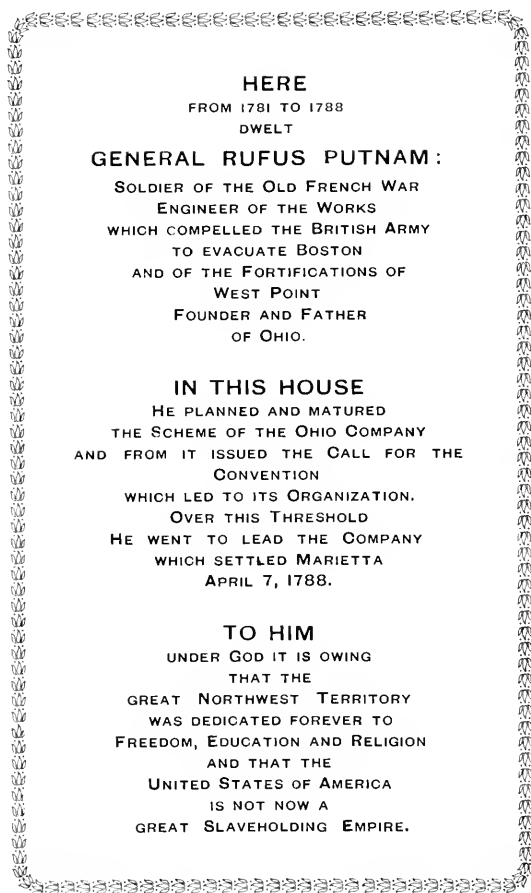 HERE
FROM 1781 TO 1788
DWELT
GENERAL RUFUS PUTNAM:
SOLDIER OF THE OLD FRENCH WAR
ENGINEER OF THE WORKS
WHICH COMPELLED THE BRITISH ARMY
TO EVACUATE BOSTON
AND OF THE FORTIFICATIONS OF
WEST POINT
FOUNDER AND FATHER
OF OHIO.
IN THIS HOUSE
HE PLANNED AND MATURED
THE SCHEME OF THE OHIO COMPANY
AND FROM IT ISSUED THE CALL FOR THE
CONVENTION
WHICH LED TO ITS ORGANIZATION.
OVER THIS THRESHOLD
HE WENT TO LEAD THE COMPANY
WHICH SETTLED MARIETTA
APRIL 7, 1788.
TO HIM
UNDER GOD IT IS OWING
THAT THE
GREAT NORTHWEST TERRITORY
WAS DEDICATED FOREVER TO
FREEDOM, EDUCATION AND RELIGION
AND THAT THE
UNITED STATES OF AMERICA
IS NOT NOW A
GREAT SLAVEHOLDING EMPIRE.